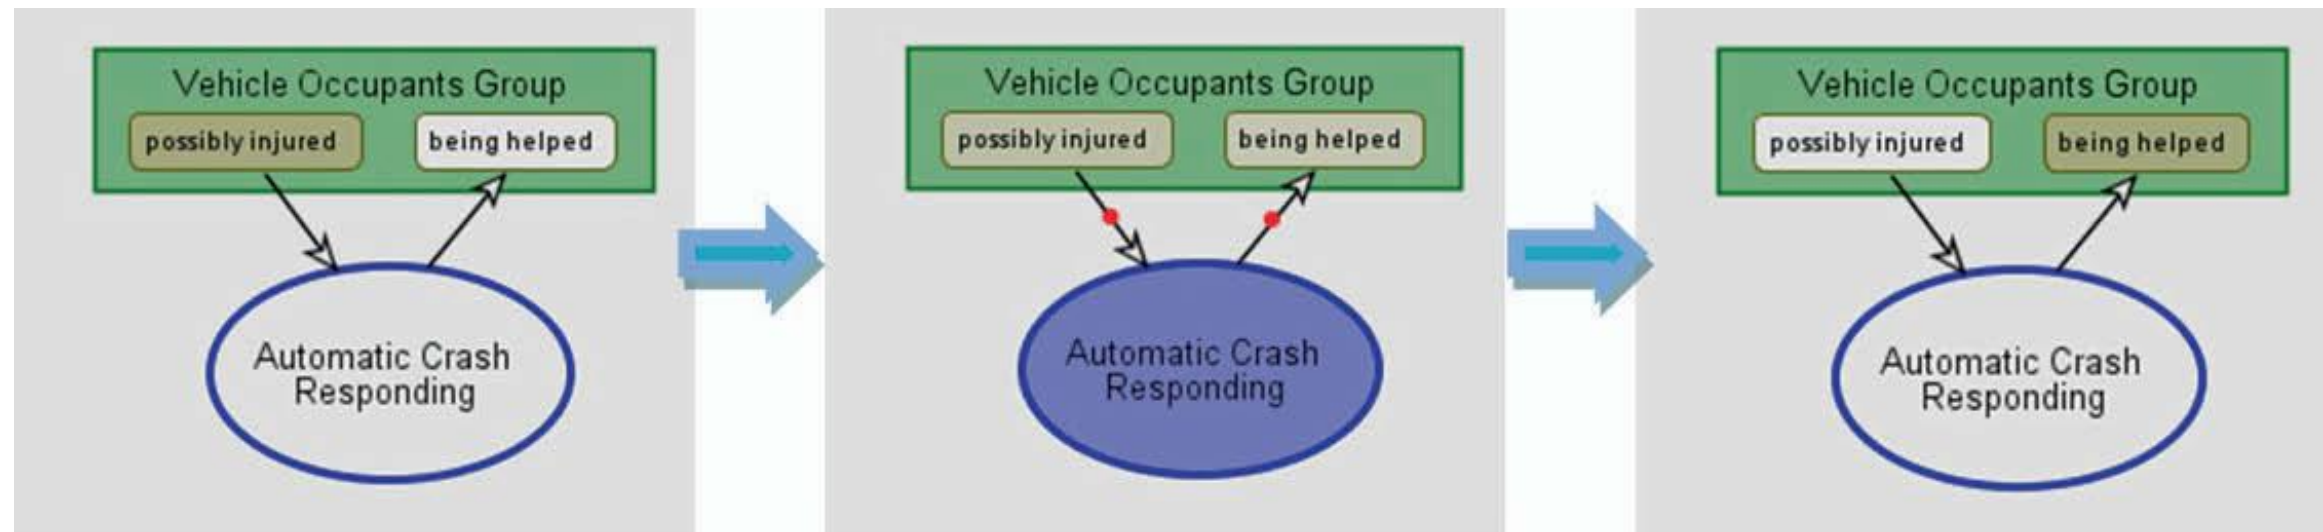 Vehicle Occupants Group
possibly injured
being helped
Automatic Crash
Responding
Vehicle Occupants Group
possibly injured
being helped
Automatic Crash
Responding
Vehicle Occupants Group
possibly injured
being helped
Automatic Crash
Responding